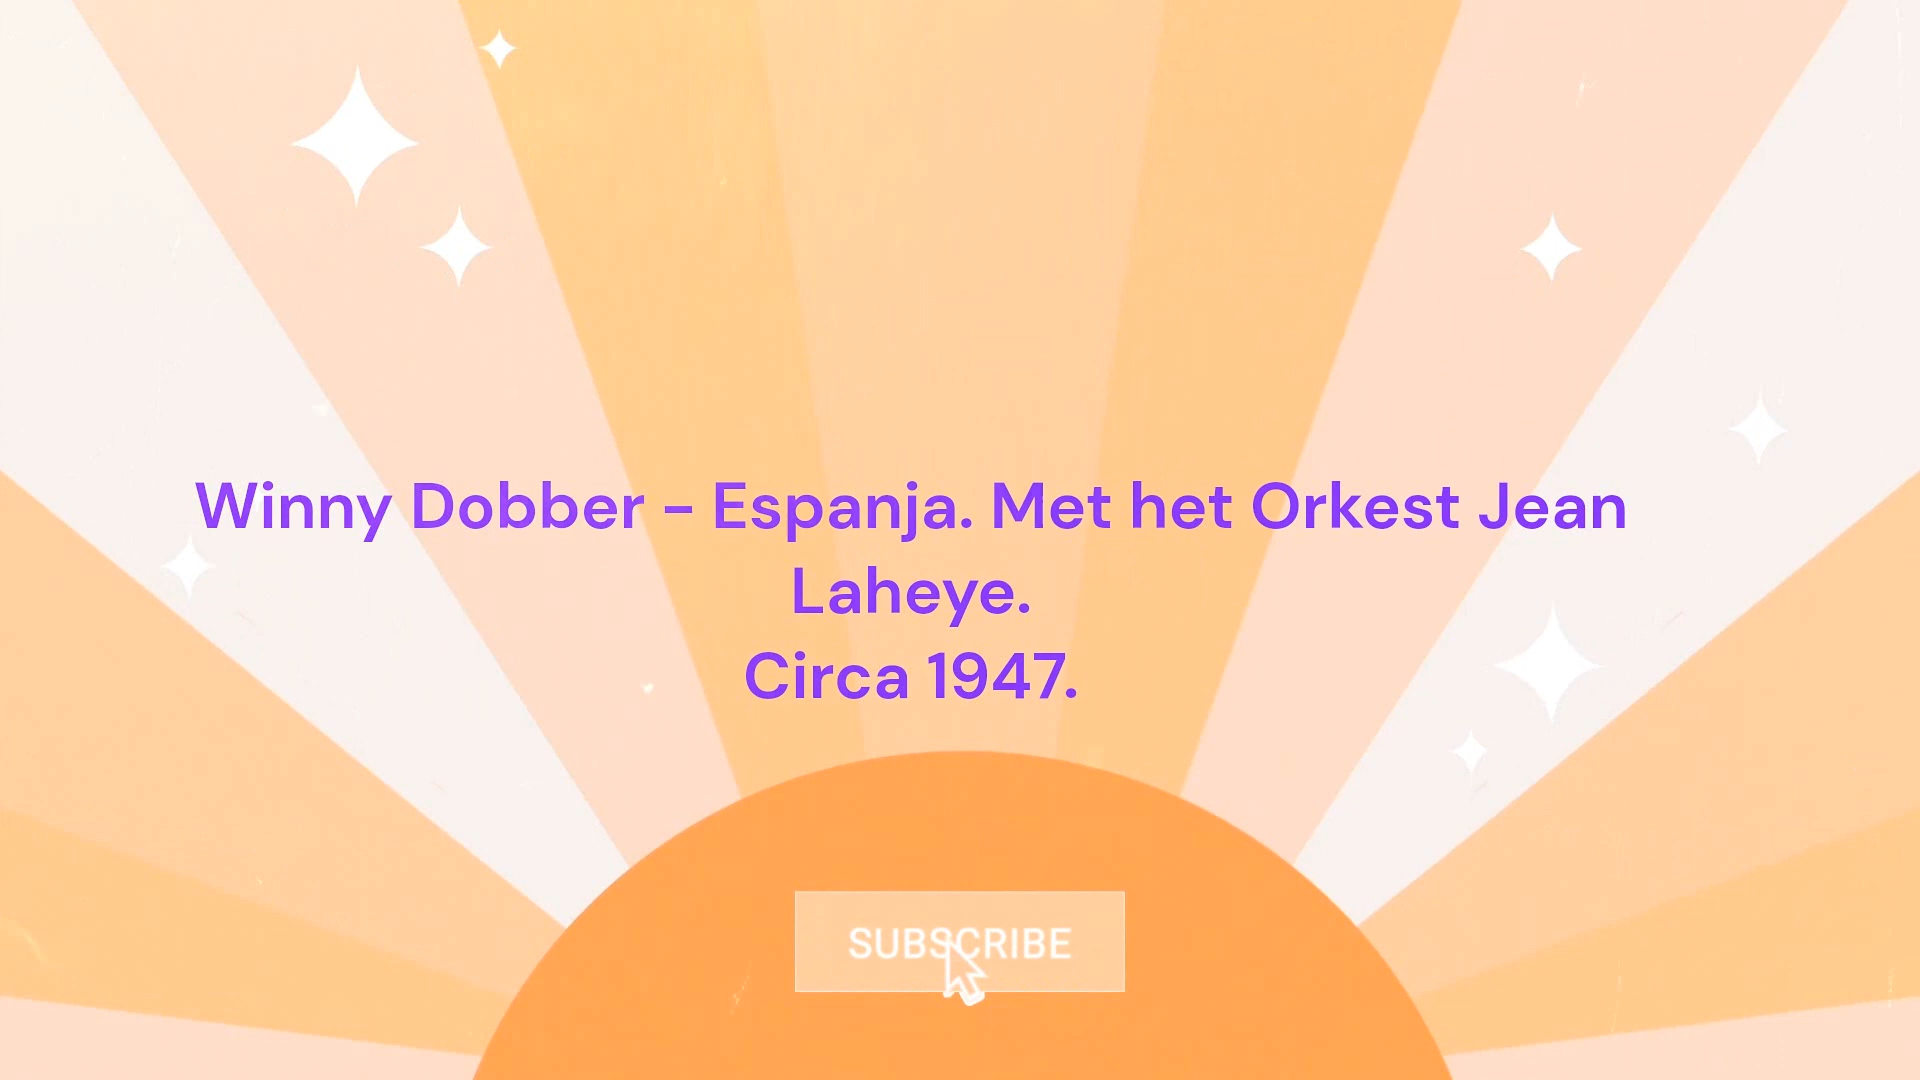 Winny Dobber - Espanja. Met het Orkest Jean
Laheye.
Circa 1947.
SUBSCRIBE